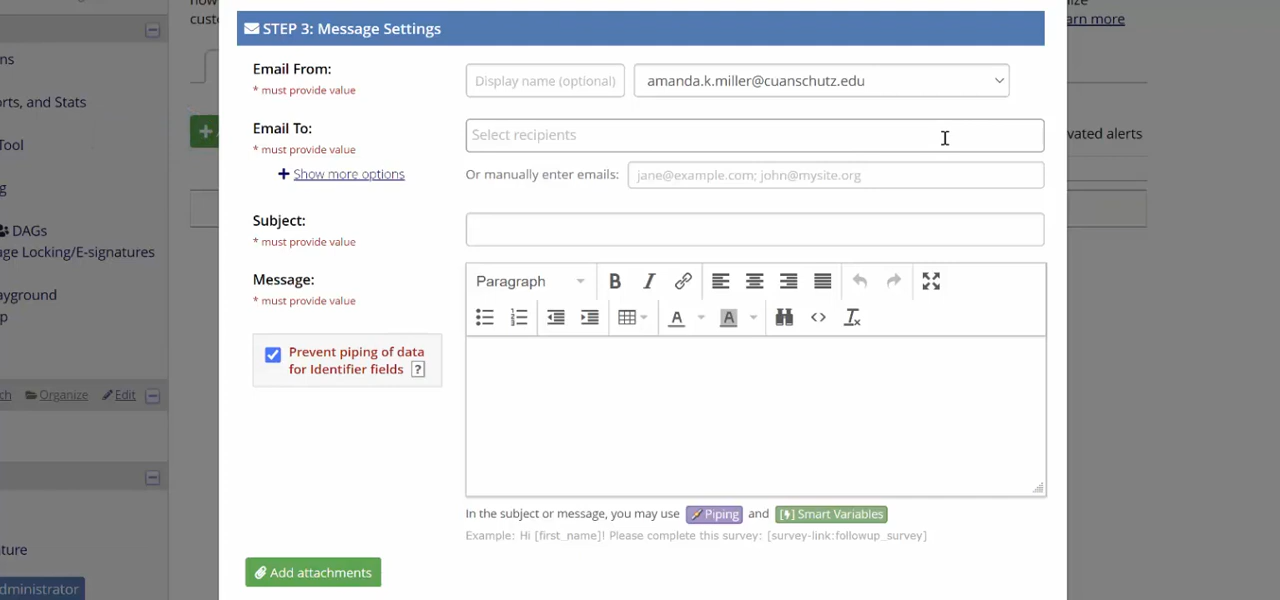 STEP 3: Message Settings
custo
arn more
Email From:
* must provide value
Display name (optional)
amanda.k.miller@cuanschutz.edu
ns
orts, and Stats
Email To:
* must provide value
Select recipients
vated alerts
Tool
Show more options
Or manually enter emails:
jane@example.com; john@mysite.org
g
Subject:
* must provide value
DAGs
ge Locking/E-signatures
Message:
* must provide value
Paragraph
ayground
p
Prevent piping of data
for Identifier fields
?
ch Organize Edit
In the subject or message, you may use Piping and [ ] Smart Variables
Example: Hi [first_name]! Please complete this survey: [survey-link:followup_survey]
ture
Add attachments
dministrator